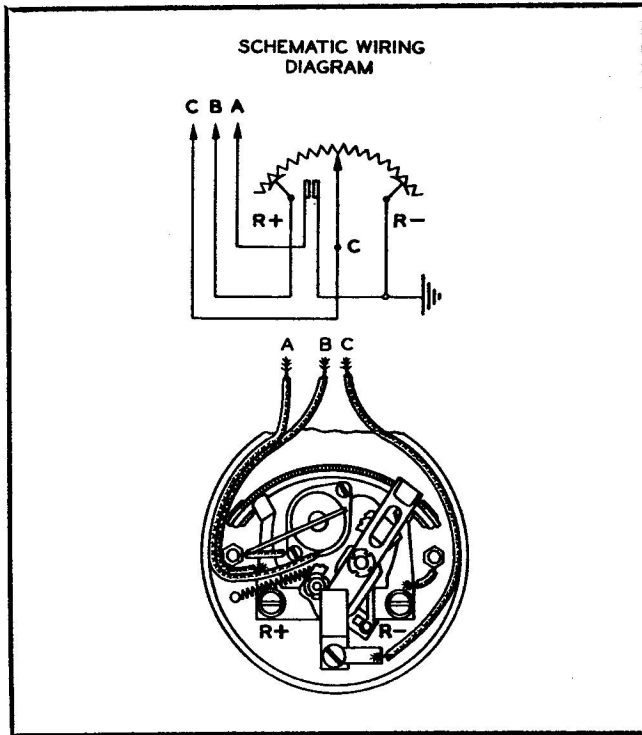 SCHEMATIC WIRING
DIAGRAM
C B A
R+
R-
C
A B C
R+
R-